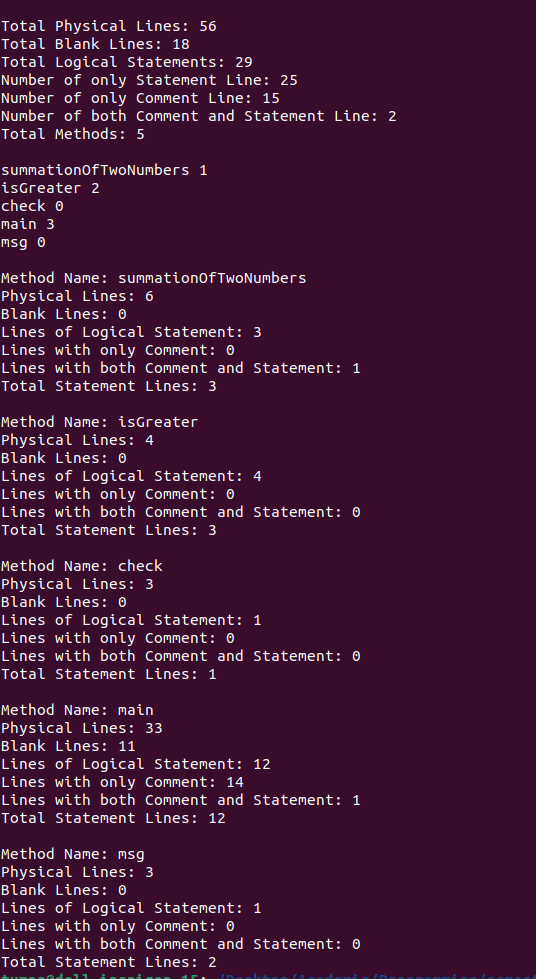 Total Physical Lines: 56
Total Blank Lines: 18
Total Logical Statements: 29
Number of only Statement Line: 25
Number of only Comment Line: 15
Number of both Comment and Statement Line: 2
Total Methods: 5
summationOfTwoNumbers 1
isGreater 2
check 0
main 3
msg 0
Method Name: summationOfTwoNumbers
Physical Lines: 6
Blank Lines: 0
Lines of Logical Statement: 3
Lines with only Comment: 0
Lines with both Comment and Statement: 1
Total Statement Lines: 3
Method Name: isGreater
Physical Lines: 4
Blank Lines: 0
Lines of Logical Statement: 4
Lines with only Comment: 0
Lines with both Comment and Statement: 0
Total Statement Lines: 3
Method Name: check
Physical Lines: 3
Blank Lines: 0
Lines of Logical Statement: 1
Lines with only Comment: 0
Lines with both Comment and Statement: 0
Total Statement Lines: 1
Method Name: main
Physical Lines: 33
Blank Lines: 11
Lines of Logical Statement: 12
Lines with only Comment: 14
Lines with both Comment and Statement: 1
Total Statement Lines: 12
Method Name: msg
Physical Lines: 3
Blank Lines: 0
Lines of Logical Statement: 1
Lines with only Comment: 0
Lines with both Comment and Statement: 0
Total Statement Lines: 2